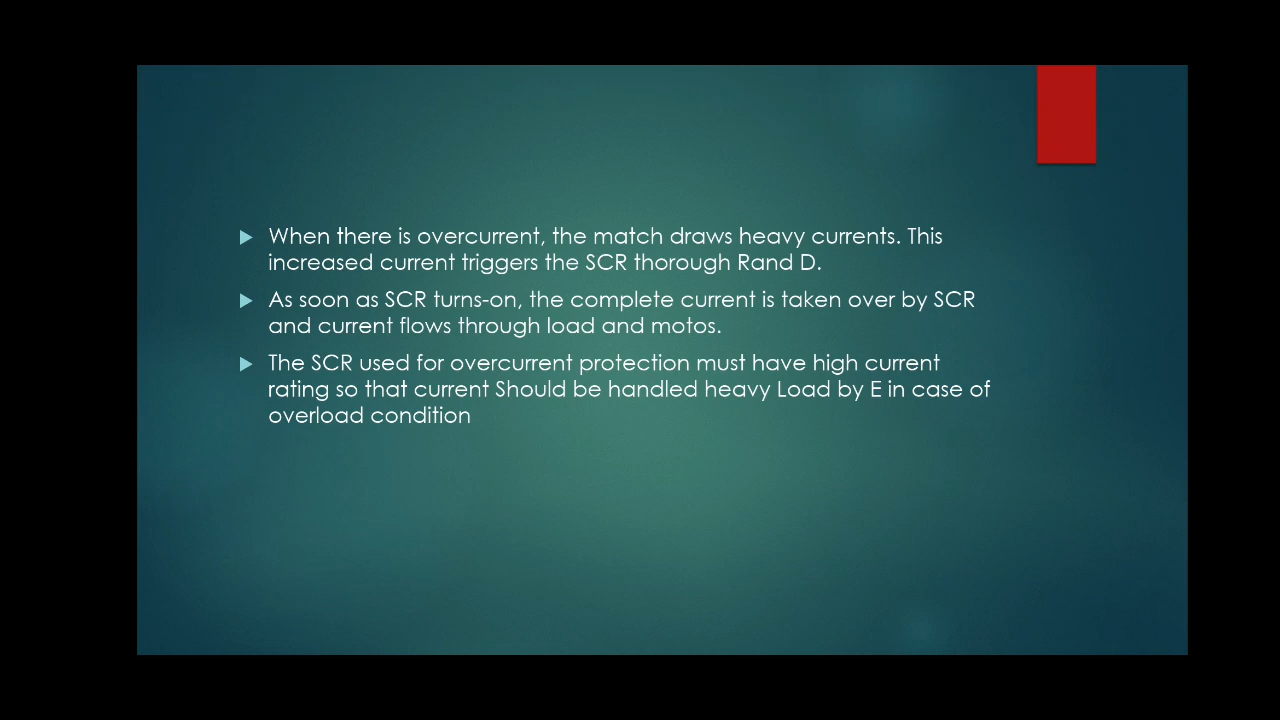 When there is overcurrent, the match draws heavy currents. This
increased current triggers the SCR thorough Rand D.
As soon as SCR turns-on, the complete current is taken over by SCR
and current flows through load and motos.
The SCR used for overcurrent protection must have high current
rating so that current Should be handled heavy Load by E in case of
overload condition